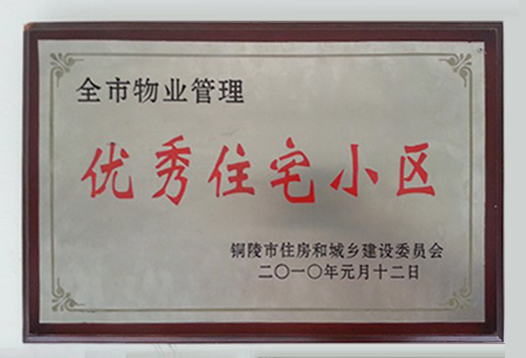 全市物业管理
优秀住宅小区
铜陵市住房和城乡建设委员会
二〇一〇年元月十二日